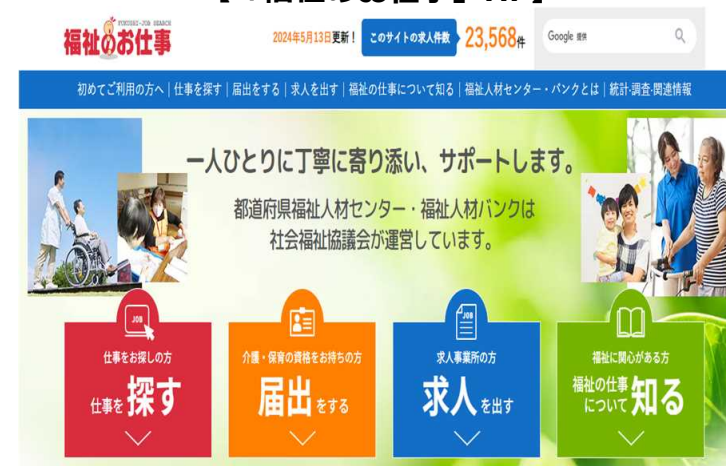 FUKUSHI-JOB SEARCH
福祉のお仕事
2024年5月13日更新！
このサイトの求人件数
23,568件
Google 提供
初めてご利用の方へ｜仕事を探す｜届出をする｜求人を出す｜福祉の仕事について知る｜福祉人材センター・バンクとは｜統計・調査・関連情報
一人ひとりに丁寧に寄り添い、サポートします。
都道府県福祉人材センター・福祉人材バンクは
社会福祉協議会が運営しています。
JOB
仕事をお探しの方
仕事を探す
介護・保育の資格をお持ちの方
届出をする
JOB
求人事業所の方
求人を出す
福祉に関心がある方
福祉の仕事について知る